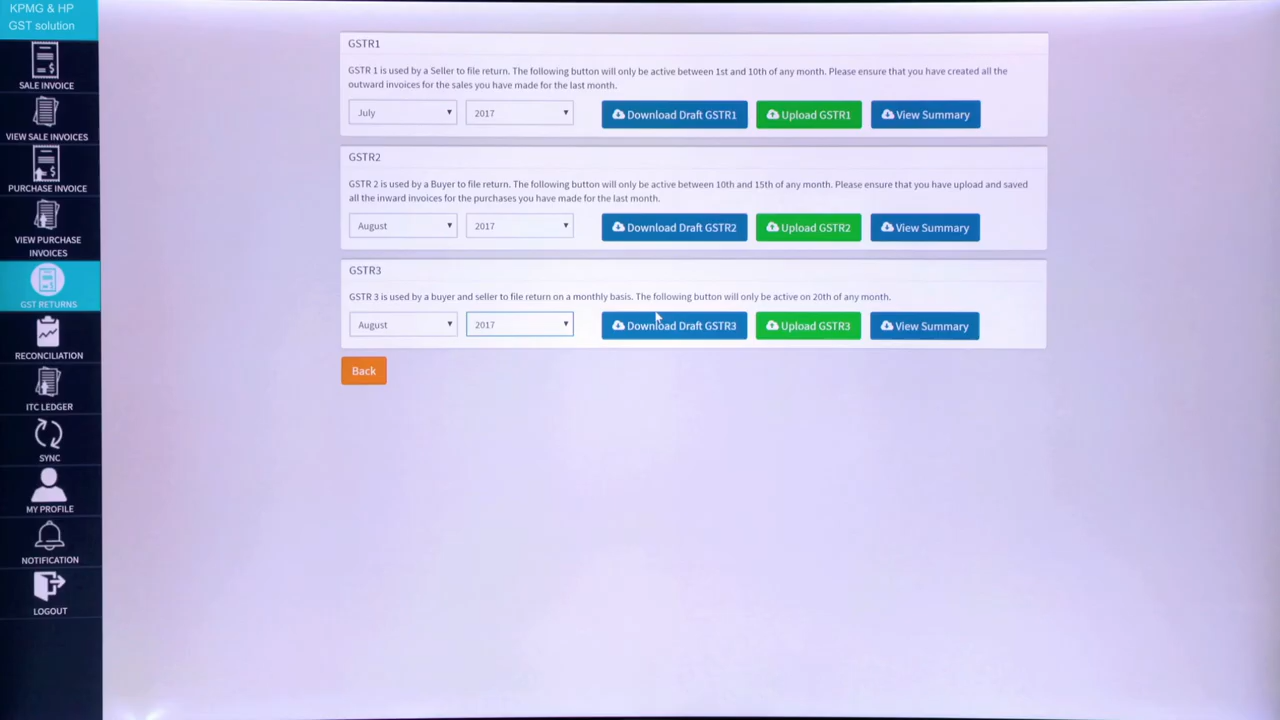 KPMG & HP
GST solution
SALE INVOICE
VIEW SALE INVOICES
PURCHASE INVOICE
VIEW PURCHASE
INVOICES
GST RETURNS
RECONCILIATION
ITC LEDGER
SYNC
MY PROFILE
NOTIFICATION
LOGOUT
GSTR1
GSTR 1 is used by a Seller to file return. The following button will only be active between 1st and 10th of any month. Please ensure that you have created all the
outward invoices for the sales you have made for the last month.
July 2017 Download Draft GSTR1 Upload GSTR1 View Summary
GSTR2
GSTR 2 is used by a Buyer to file return. The following button will only be active between 10th and 15th of any month. Please ensure that you have upload and saved
all the inward invoices for the purchases you have made for the last month.
August 2017 Download Draft GSTR2 Upload GSTR2 View Summary
GSTR3
GSTR 3 is used by a buyer and seller to file return on a monthly basis. The following button will only be active on 20th of any month.
August 2017 Download Draft GSTR3 Upload GSTR3 View Summary
Back